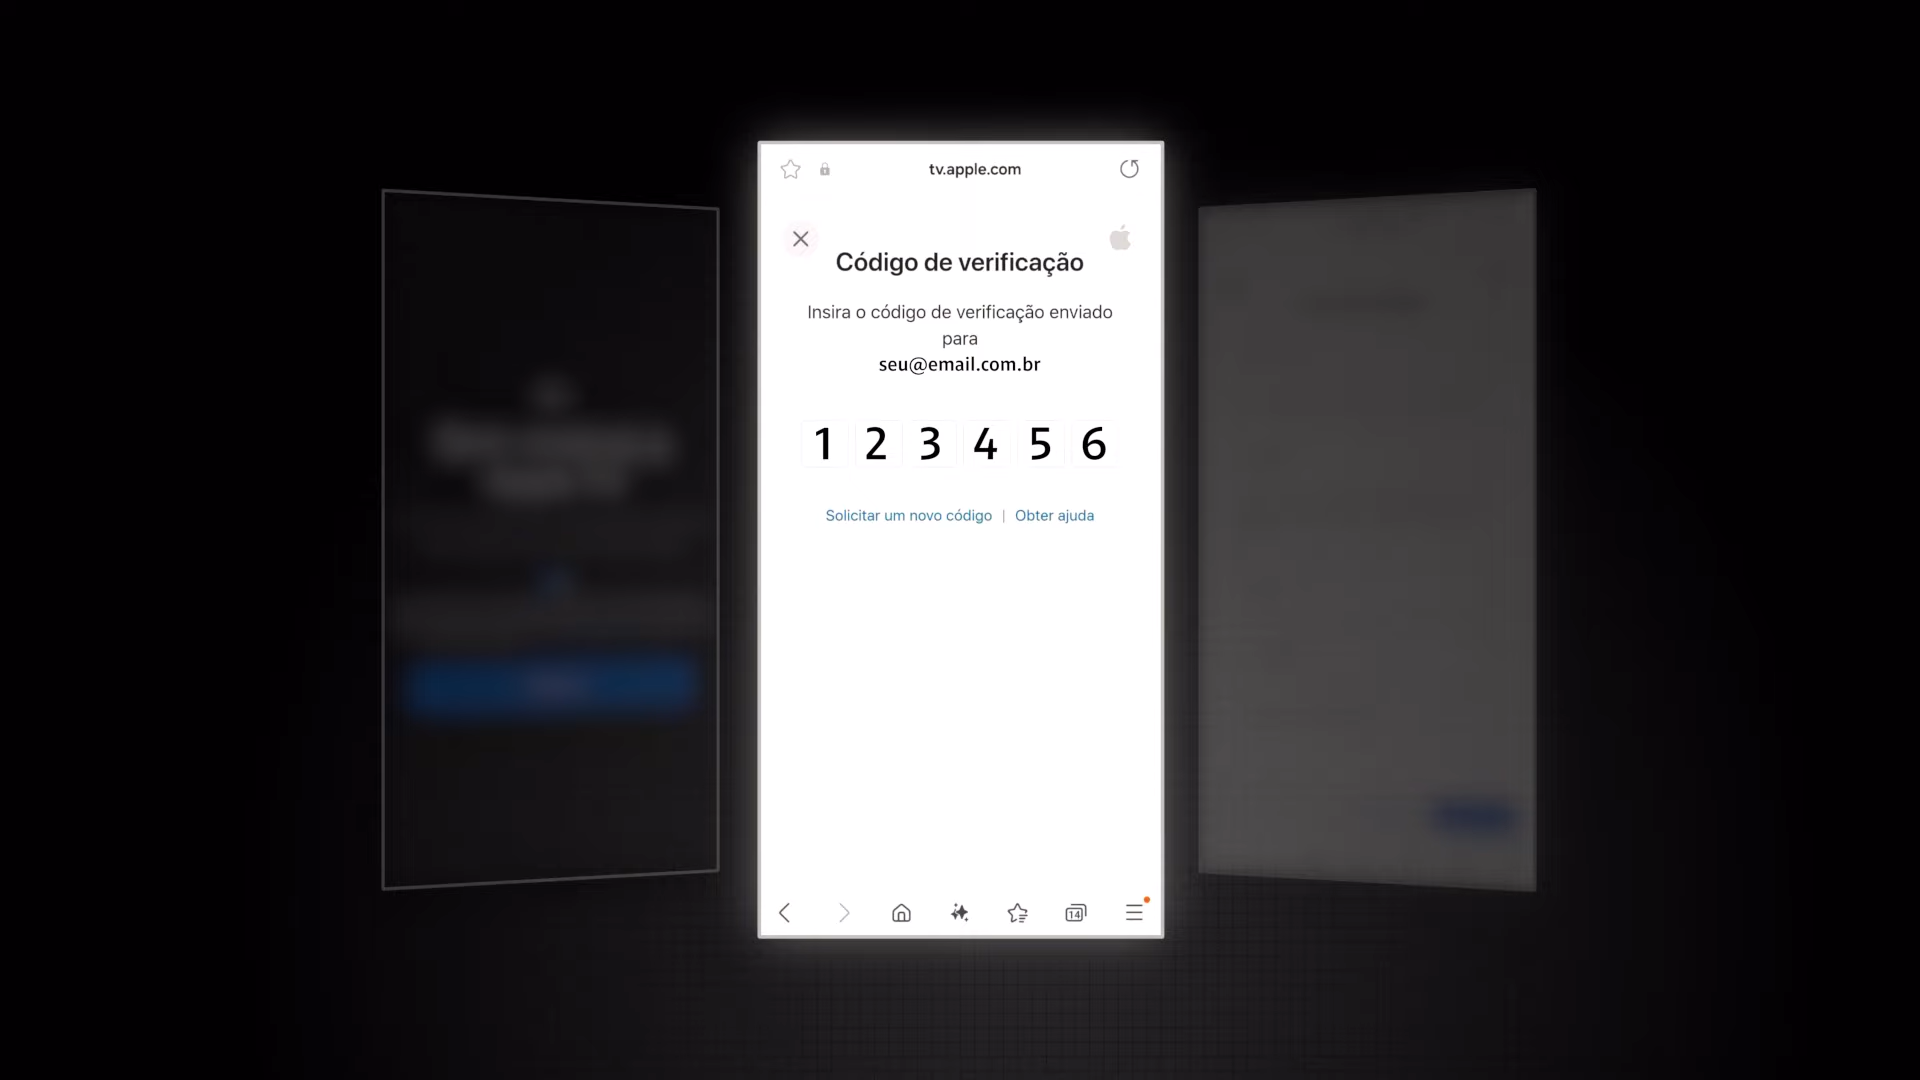 tv.apple.com
Código de verificação
Insira o código de verificação enviado
para
seu@email.com.br
1 2 3 4 5 6
Solicitar um novo código | Obter ajuda
14